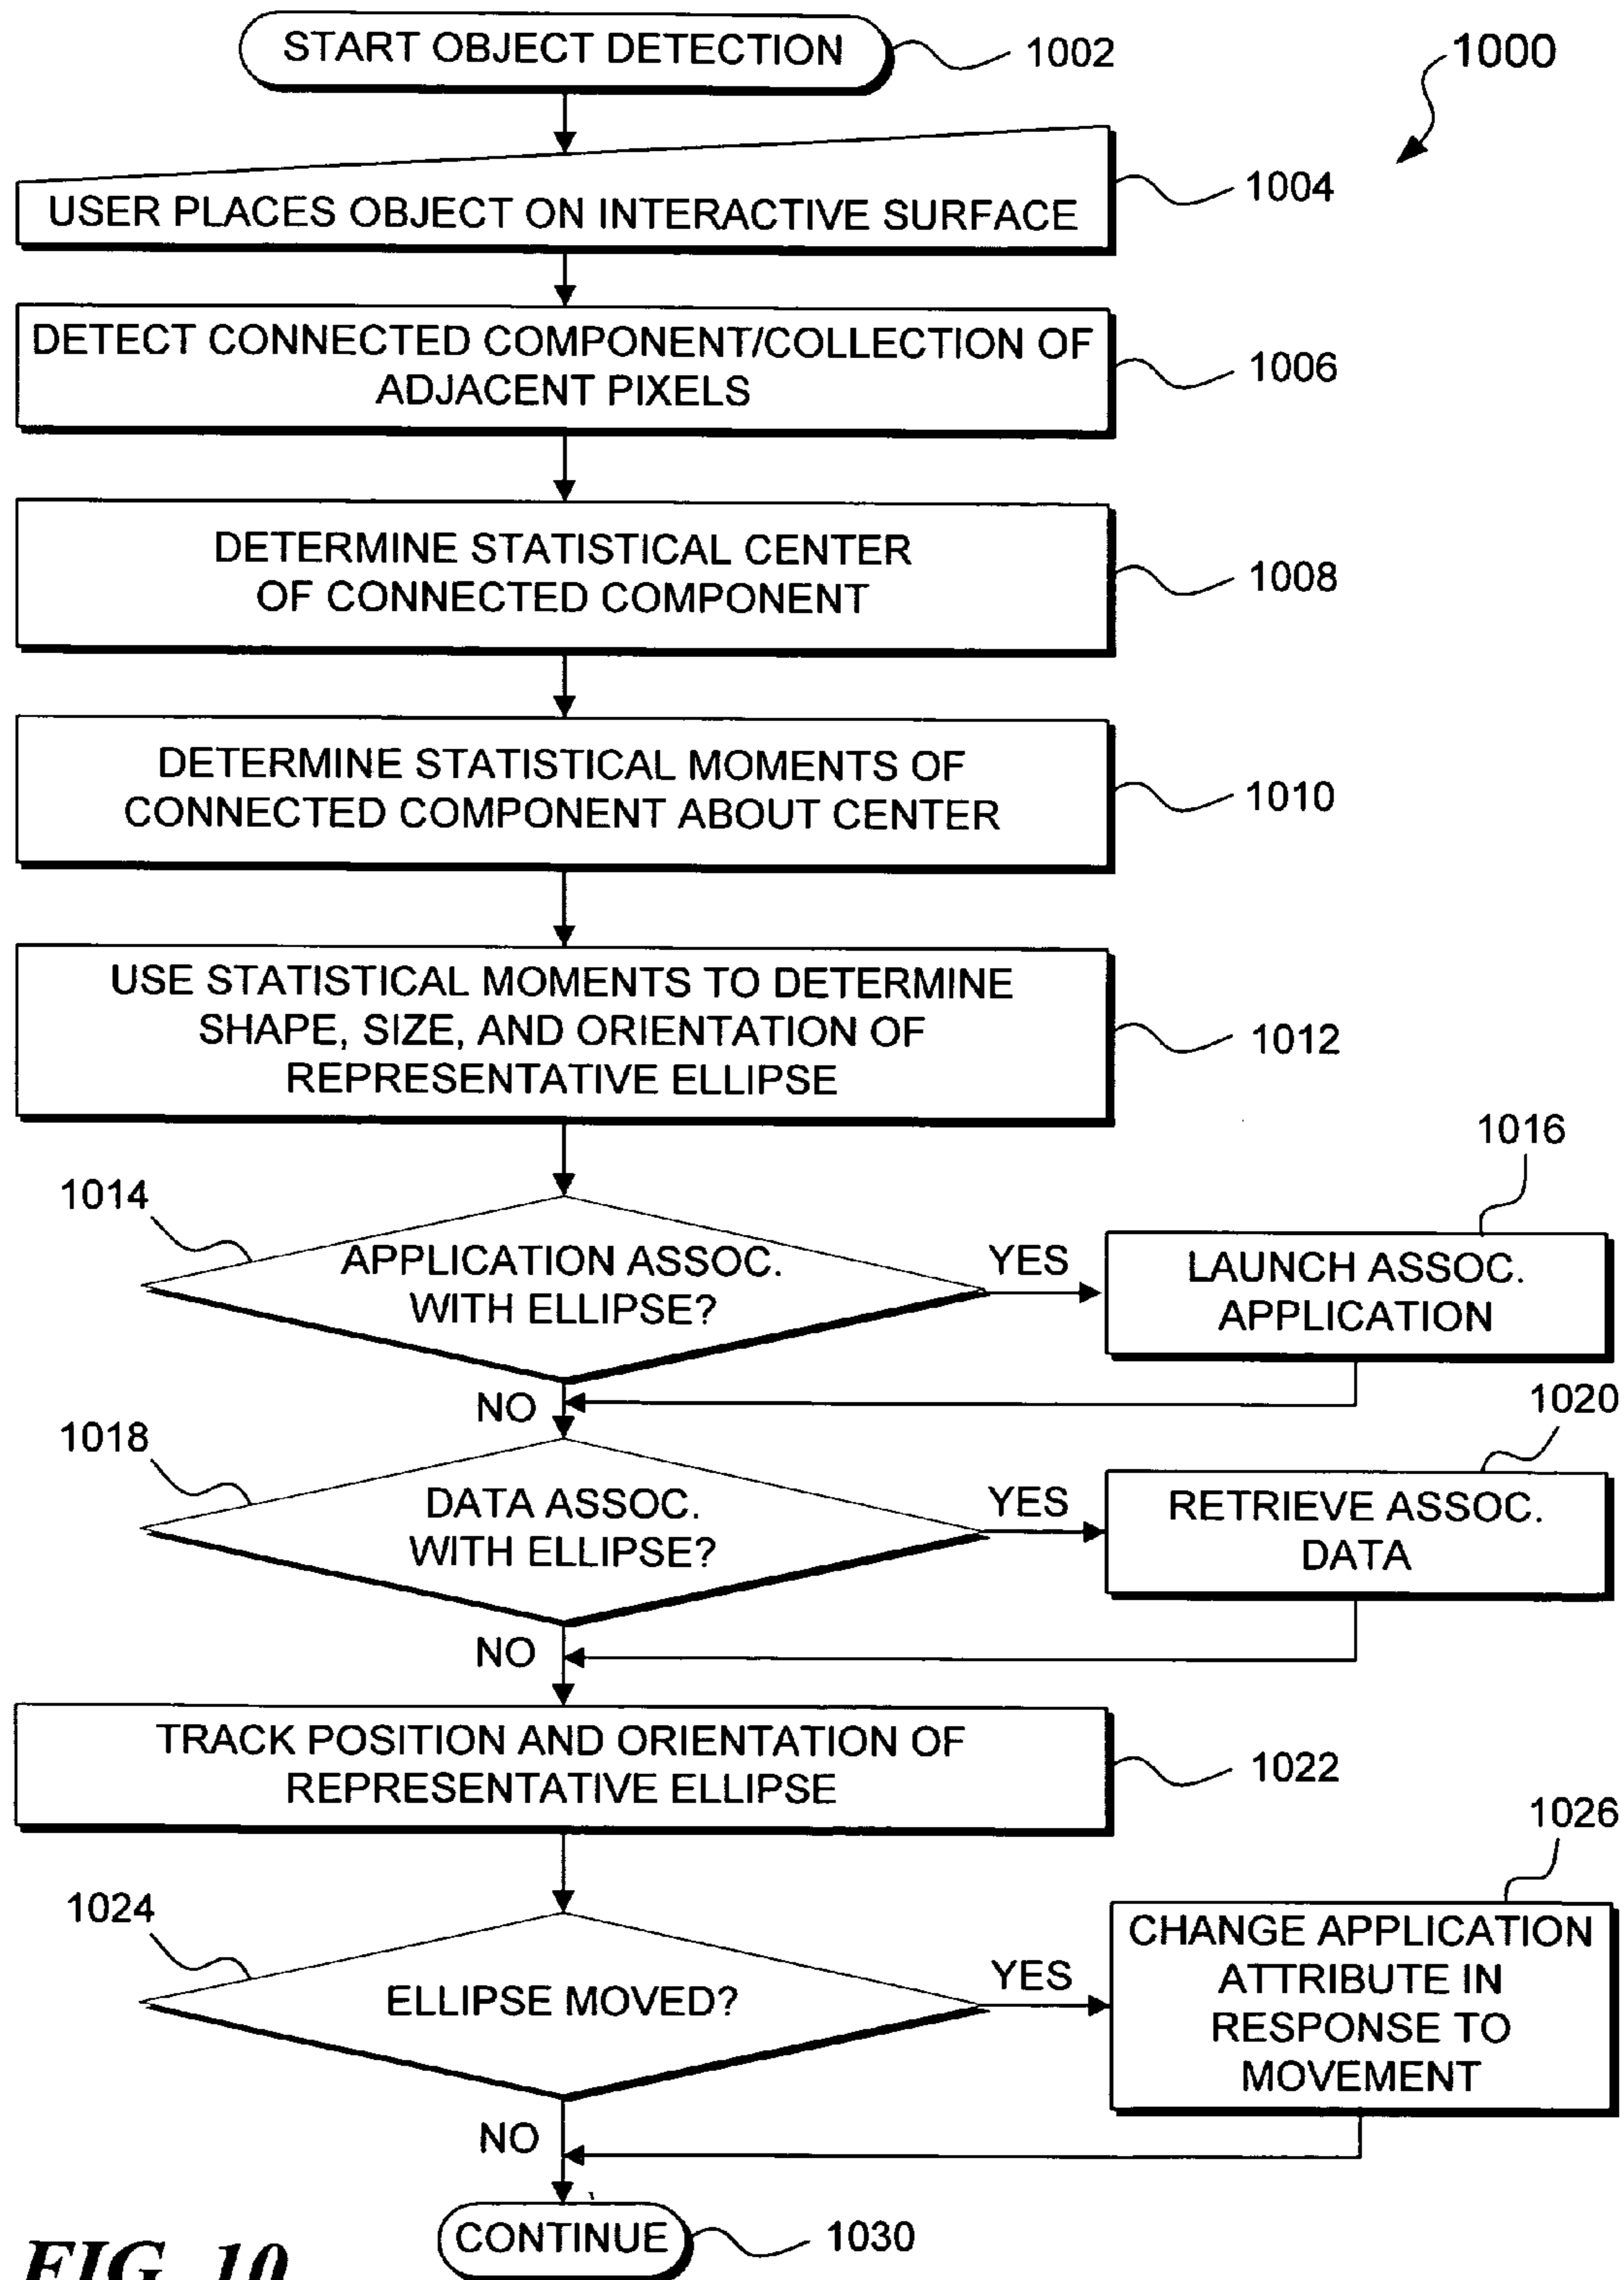 START OBJECT DETECTION
1002
1000
USER PLACES OBJECT ON INTERACTIVE SURFACE
1004
DETECT CONNECTED COMPONENT/COLLECTION OF
ADJACENT PIXELS
1006
DETERMINE STATISTICAL CENTER
OF CONNECTED COMPONENT
1008
DETERMINE STATISTICAL MOMENTS OF
CONNECTED COMPONENT ABOUT CENTER
1010
USE STATISTICAL MOMENTS TO DETERMINE
SHAPE, SIZE, AND ORIENTATION OF
REPRESENTATIVE ELLIPSE
1012
1014
APPLICATION ASSOC.
WITH ELLIPSE?
YES
1016
LAUNCH ASSOC.
APPLICATION
NO
1018
DATA ASSOC.
WITH ELLIPSE?
YES
1020
RETRIEVE ASSOC.
DATA
NO
TRACK POSITION AND ORIENTATION OF
REPRESENTATIVE ELLIPSE
1022
1024
ELLIPSE MOVED?
YES
1026
CHANGE APPLICATION
ATTRIBUTE IN
RESPONSE TO
MOVEMENT
NO
CONTINUE
1030
FIG. 10